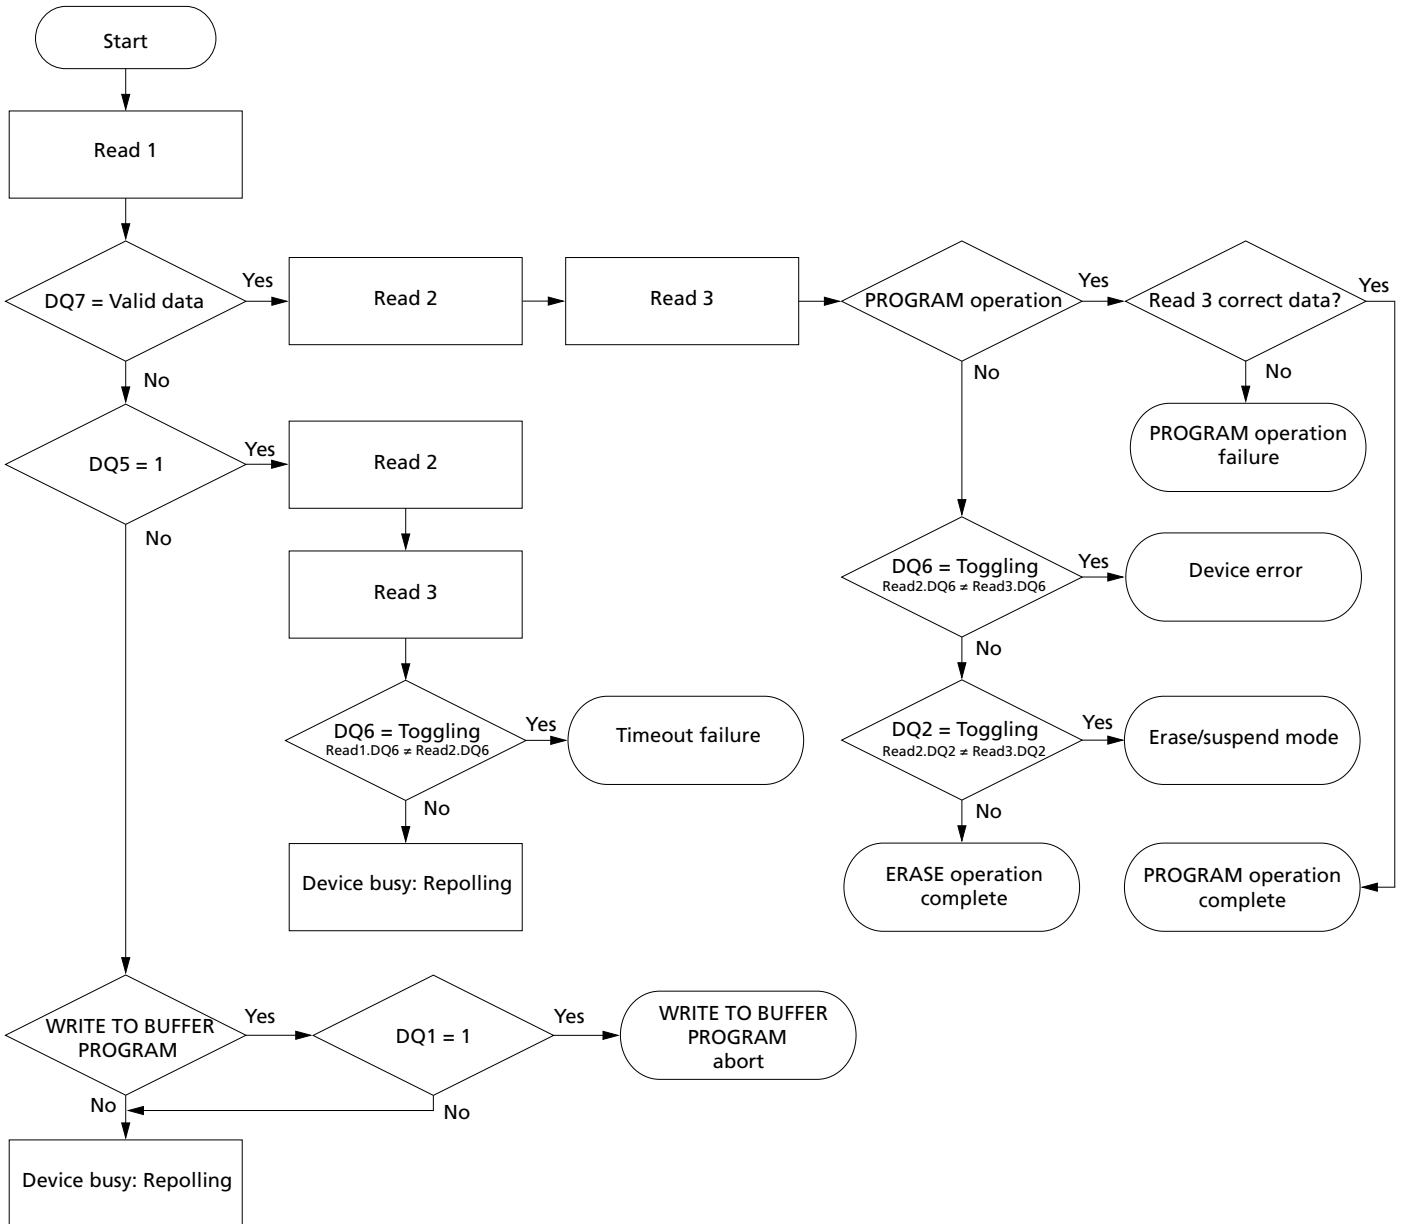 Start
Read 1
DQ7 = Valid data
Yes
Read 2
Read 3
PROGRAM operation
Yes
Read 3 correct data?
Yes
No
No
No
PROGRAM operation
failure
DQ5 = 1
Yes
Read 2
No
Read 3
DQ6 = Toggling
Read2.DQ6 ≠ Read3.DQ6
Yes
Device error
No
DQ6 = Toggling
Read1.DQ6 ≠ Read2.DQ6
Yes
Timeout failure
DQ2 = Toggling
Read2.DQ2 ≠ Read3.DQ2
Yes
Erase/suspend mode
No
No
Device busy: Repolling
ERASE operation
complete
PROGRAM operation
complete
WRITE TO BUFFER
PROGRAM
Yes
DQ1 = 1
Yes
WRITE TO BUFFER
PROGRAM
abort
No
No
Device busy: Repolling